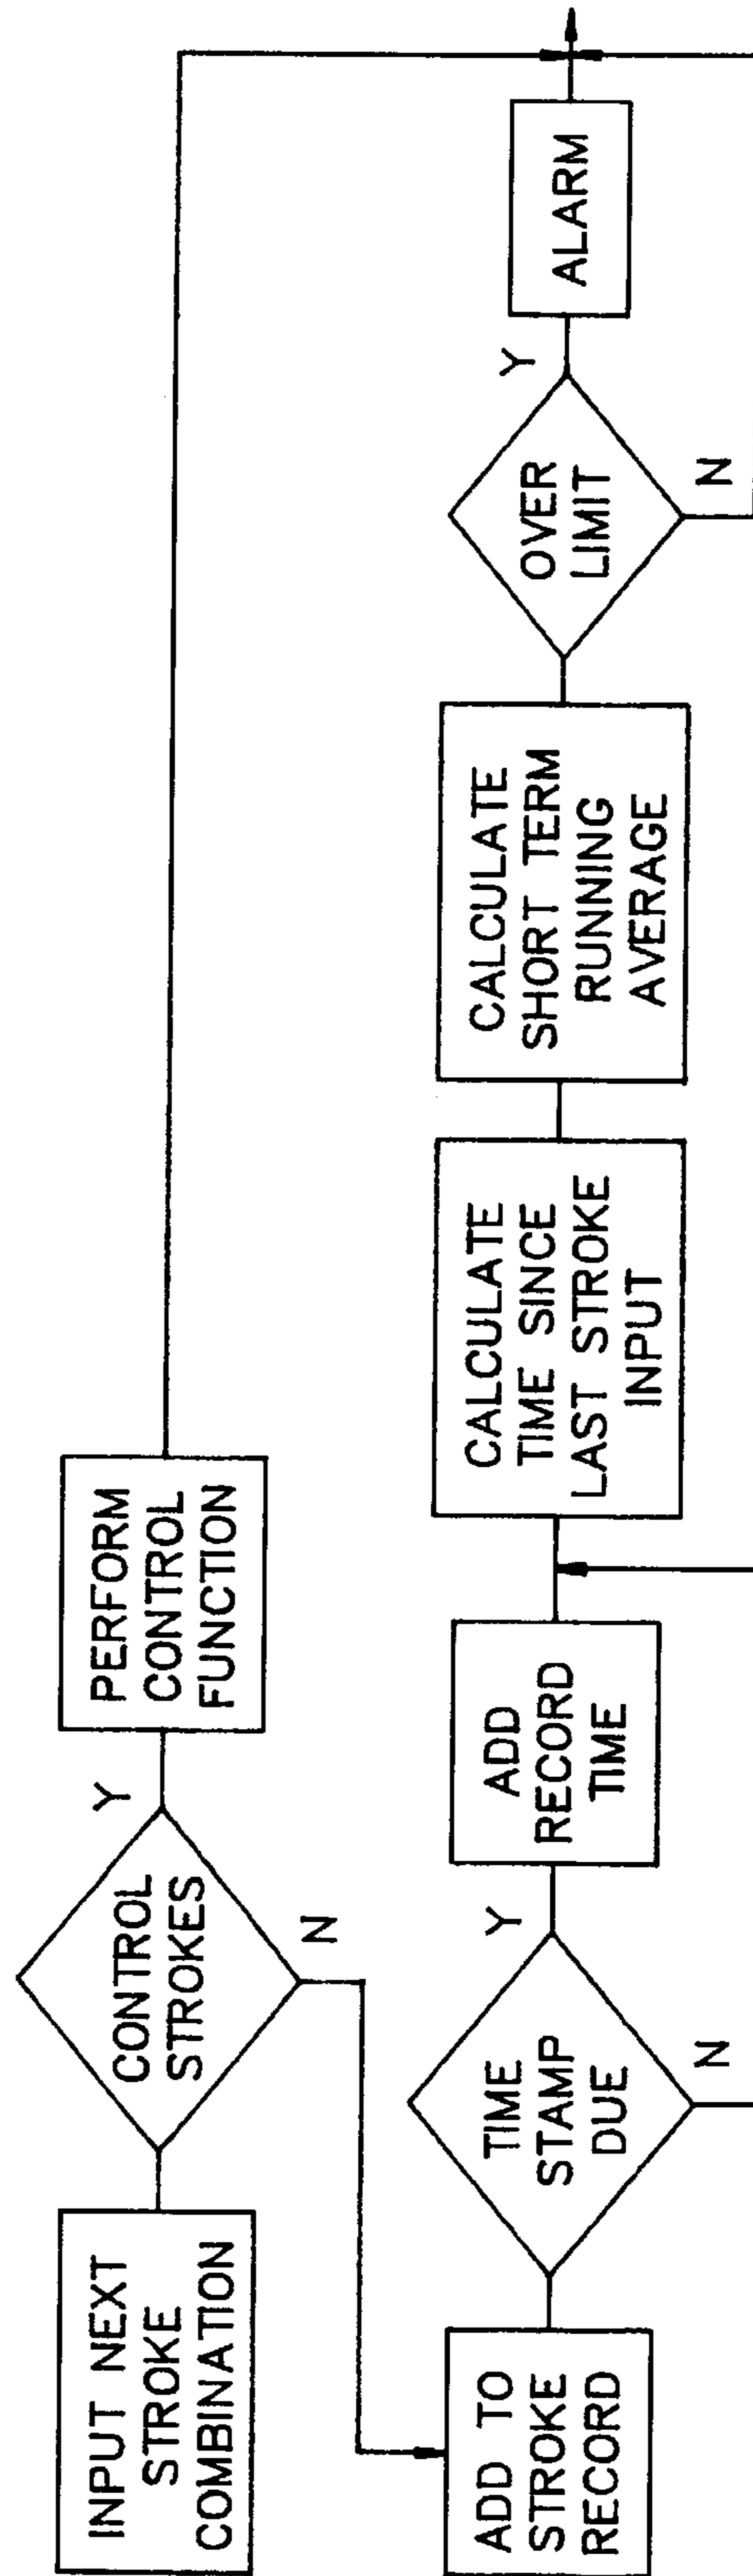 INPUT NEXT
STROKE
COMBINATION
CONTROL
STROKES
Y
N
PERFORM
CONTROL
FUNCTION
ADD TO
STROKE
RECORD
TIME
STAMP
DUE
Y
N
ADD
RECORD
TIME
CALCULATE
TIME SINCE
LAST STROKE
INPUT
CALCULATE
SHORT TERM
RUNNING
AVERAGE
OVER
LIMIT
Y
N
ALARM